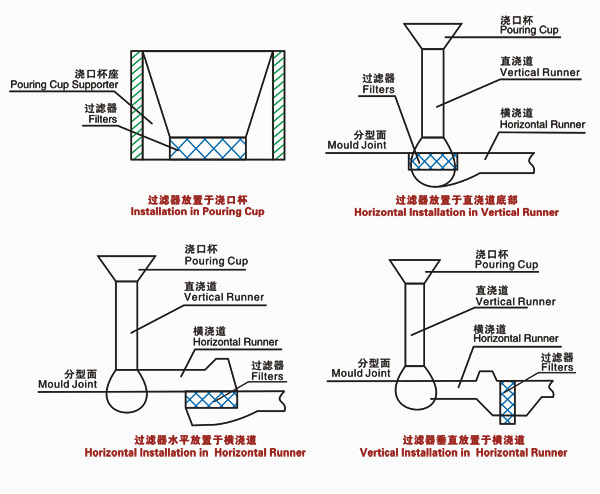 浇口杯座
Pouring Cup Supporter
过滤器
Filters
过滤器放置于浇口杯
Installation in Pouring Cup
浇口杯
Pouring Cup
直浇道
Vertical Runner
过滤器
Filters
横浇道
Horizontal Runner
分型面
Mould Joint
过滤器放置于直浇道底部
Horizontal Installation in Vertical Runner
浇口杯
Pouring Cup
直浇道
Vertical Runner
横浇道
Horizontal Runner
分型面
Mould Joint
过滤器
Filters
过滤器水平放置于横浇道
Horizontal Installation in Horizontal Runner
浇口杯
Pouring Cup
直浇道
Vertical Runner
横浇道
Horizontal Runner
分型面
Mould Joint
过滤器
Filters
过滤器垂直放置于横浇道
Vertical Installation in Horizontal Runner